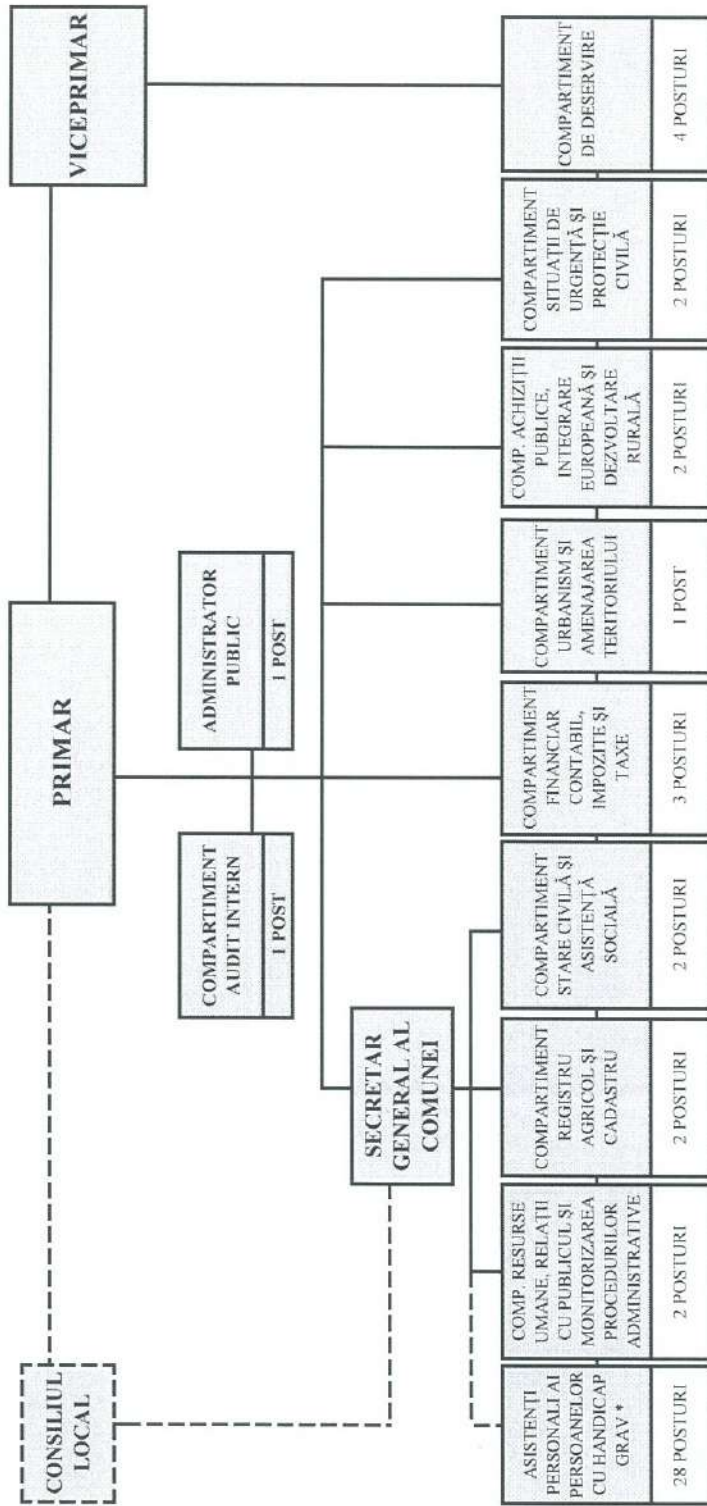 CONSILIUL
LOCAL
PRIMAR
VICEPRIMAR
COMPARTIMENT
AUDIT INTERN
1 POST
ADMINISTRATOR
PUBLIC
1 POST
SECRETAR
GENERAL AL
COMUNEI
ASISTENȚI
PERSONALI AI
PERSOANELOR
CU HANDICAP
GRAV *
28 POSTURI
COMP. RESURSE
UMANE, RELAȚII
CU PUBLICUL ȘI
MONITORIZAREA
PROCEDURILOR
ADMINISTRATIVE
2 POSTURI
COMPARTIMENT
REGISTRU
AGRICOL ȘI
CADASTRU
2 POSTURI
COMPARTIMENT
STARE CIVILĂ ȘI
ASISTENȚĂ
SOCIALĂ
2 POSTURI
COMPARTIMENT
FINANCIAR
CONTABIL,
IMPOZITE ȘI
TAXE
3 POSTURI
COMPARTIMENT
URBANISM ȘI
AMENAJAREA
TERITORIULUI
1 POST
COMP. ACHIZIȚII
PUBLICE,
INTEGRARE
EUROPEANĂ ȘI
DEZVOLTARE
RURALĂ
2 POSTURI
COMPARTIMENT
SITUAȚII DE
URGENȚĂ ȘI
PROTECȚIE
CIVILĂ
2 POSTURI
COMPARTIMENT
DE DESERVIRE
4 POSTURI